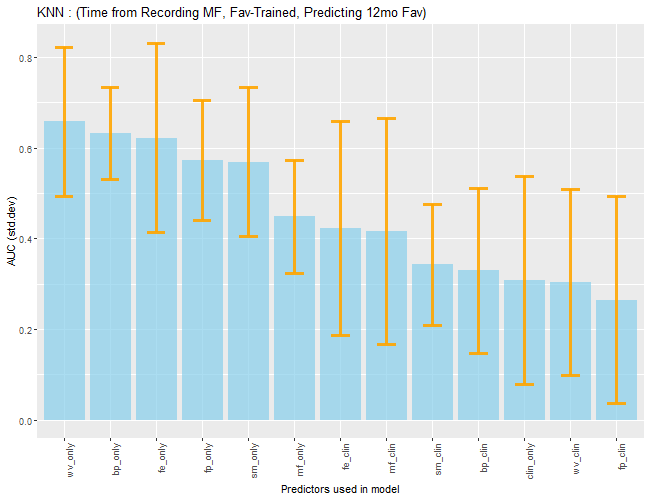 KNN : (Time from Recording MF, Fav-Trained, Predicting 12mo Fav)
AUC (std.dev)
0.8
0.6
0.4
0.2
0.0
wv_only
bp_only
fe_only
fp_only
sm_only
mf_only
fe_clin
mf_clin
sm_clin
bp_clin
clin_only
wv_clin
fp_clin
Predictors used in model